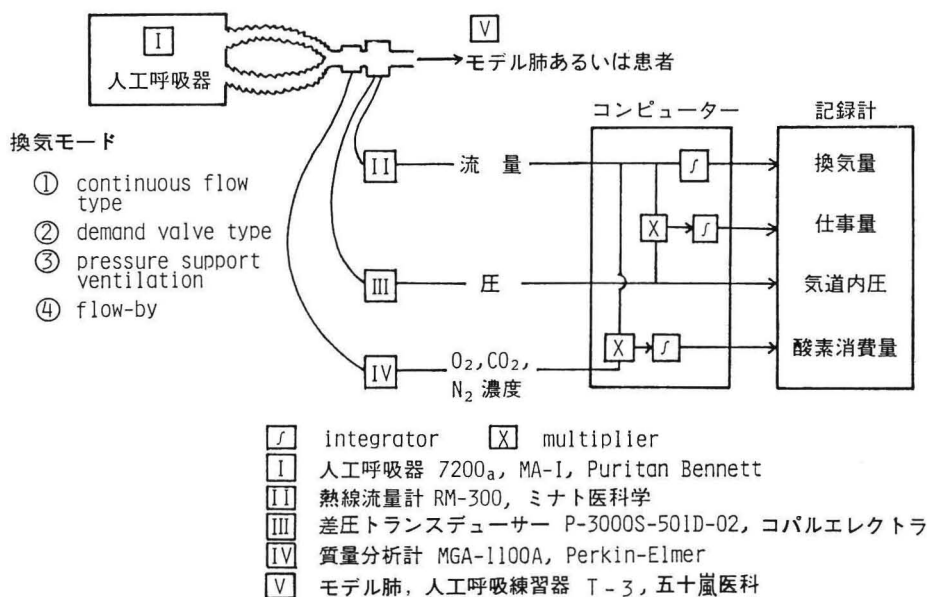 I
人工呼吸器
V
モデル肺あるいは患者
換気モード
① continuous flow
type
② demand valve type
③ pressure support
ventilation
④ flow-by
コンピューター
記録計
II
流 量
∫
換気量
X
∫
仕事量
III
圧
気道内圧
IV
O₂,CO₂,
N₂ 濃度
X
∫
酸素消費量
∫ integrator X multiplier
I 人工呼吸器 7200a, MA-I, Puritan Bennett
II 熱線流量計 RM-300, ミナト医科学
III 差圧トランスデューサー P-3000S-501D-02, コパルエレクトラ
IV 質量分析計 MGA-1100A, Perkin-Elmer
V モデル肺, 人工呼吸練習器 T-3, 五十嵐医科